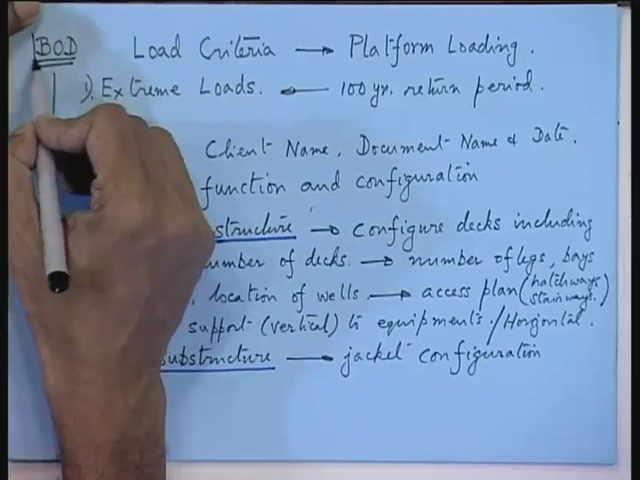 BOD Load Criteria → Platform Loading.
1). Extreme Loads. ← 100 yr. return period.
Client Name, Document Name & Date.
function and configuration
structure → configure decks including
number of decks. → number of legs, bays
, location of wells → access plan (hatchways stairways.)
support (vertical) to equipments /Horizontal.
substructure → jacket configuration